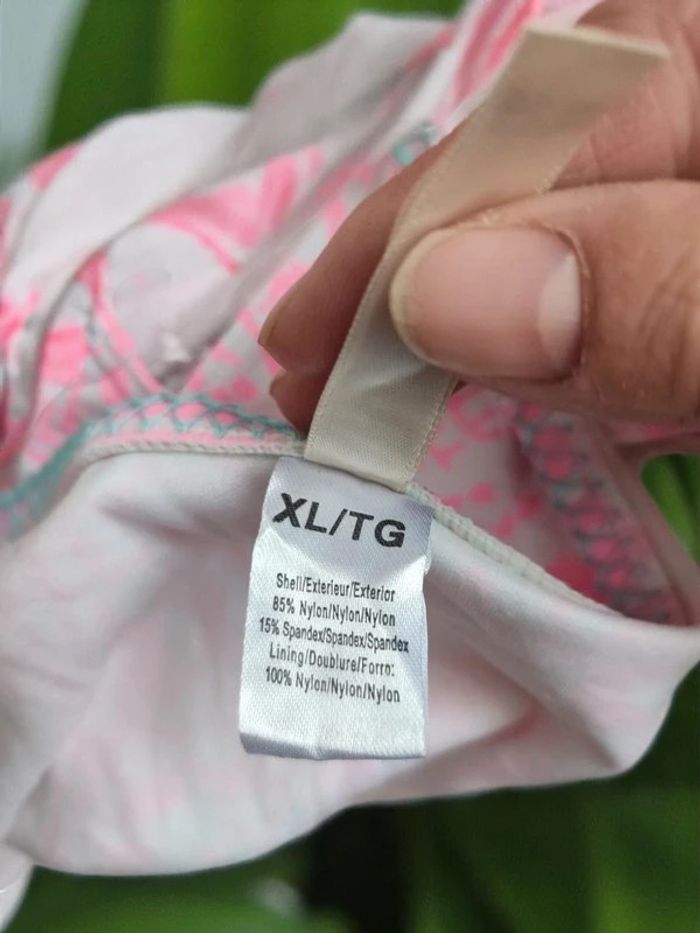 XL/TG
Shell/Exterieur/Exterior
85% Nylon/Nylon/Nylon
15% Spandex/Spandex/Spandex
Lining/Doublure/Forro:
100% Nylon/Nylon/Nylon